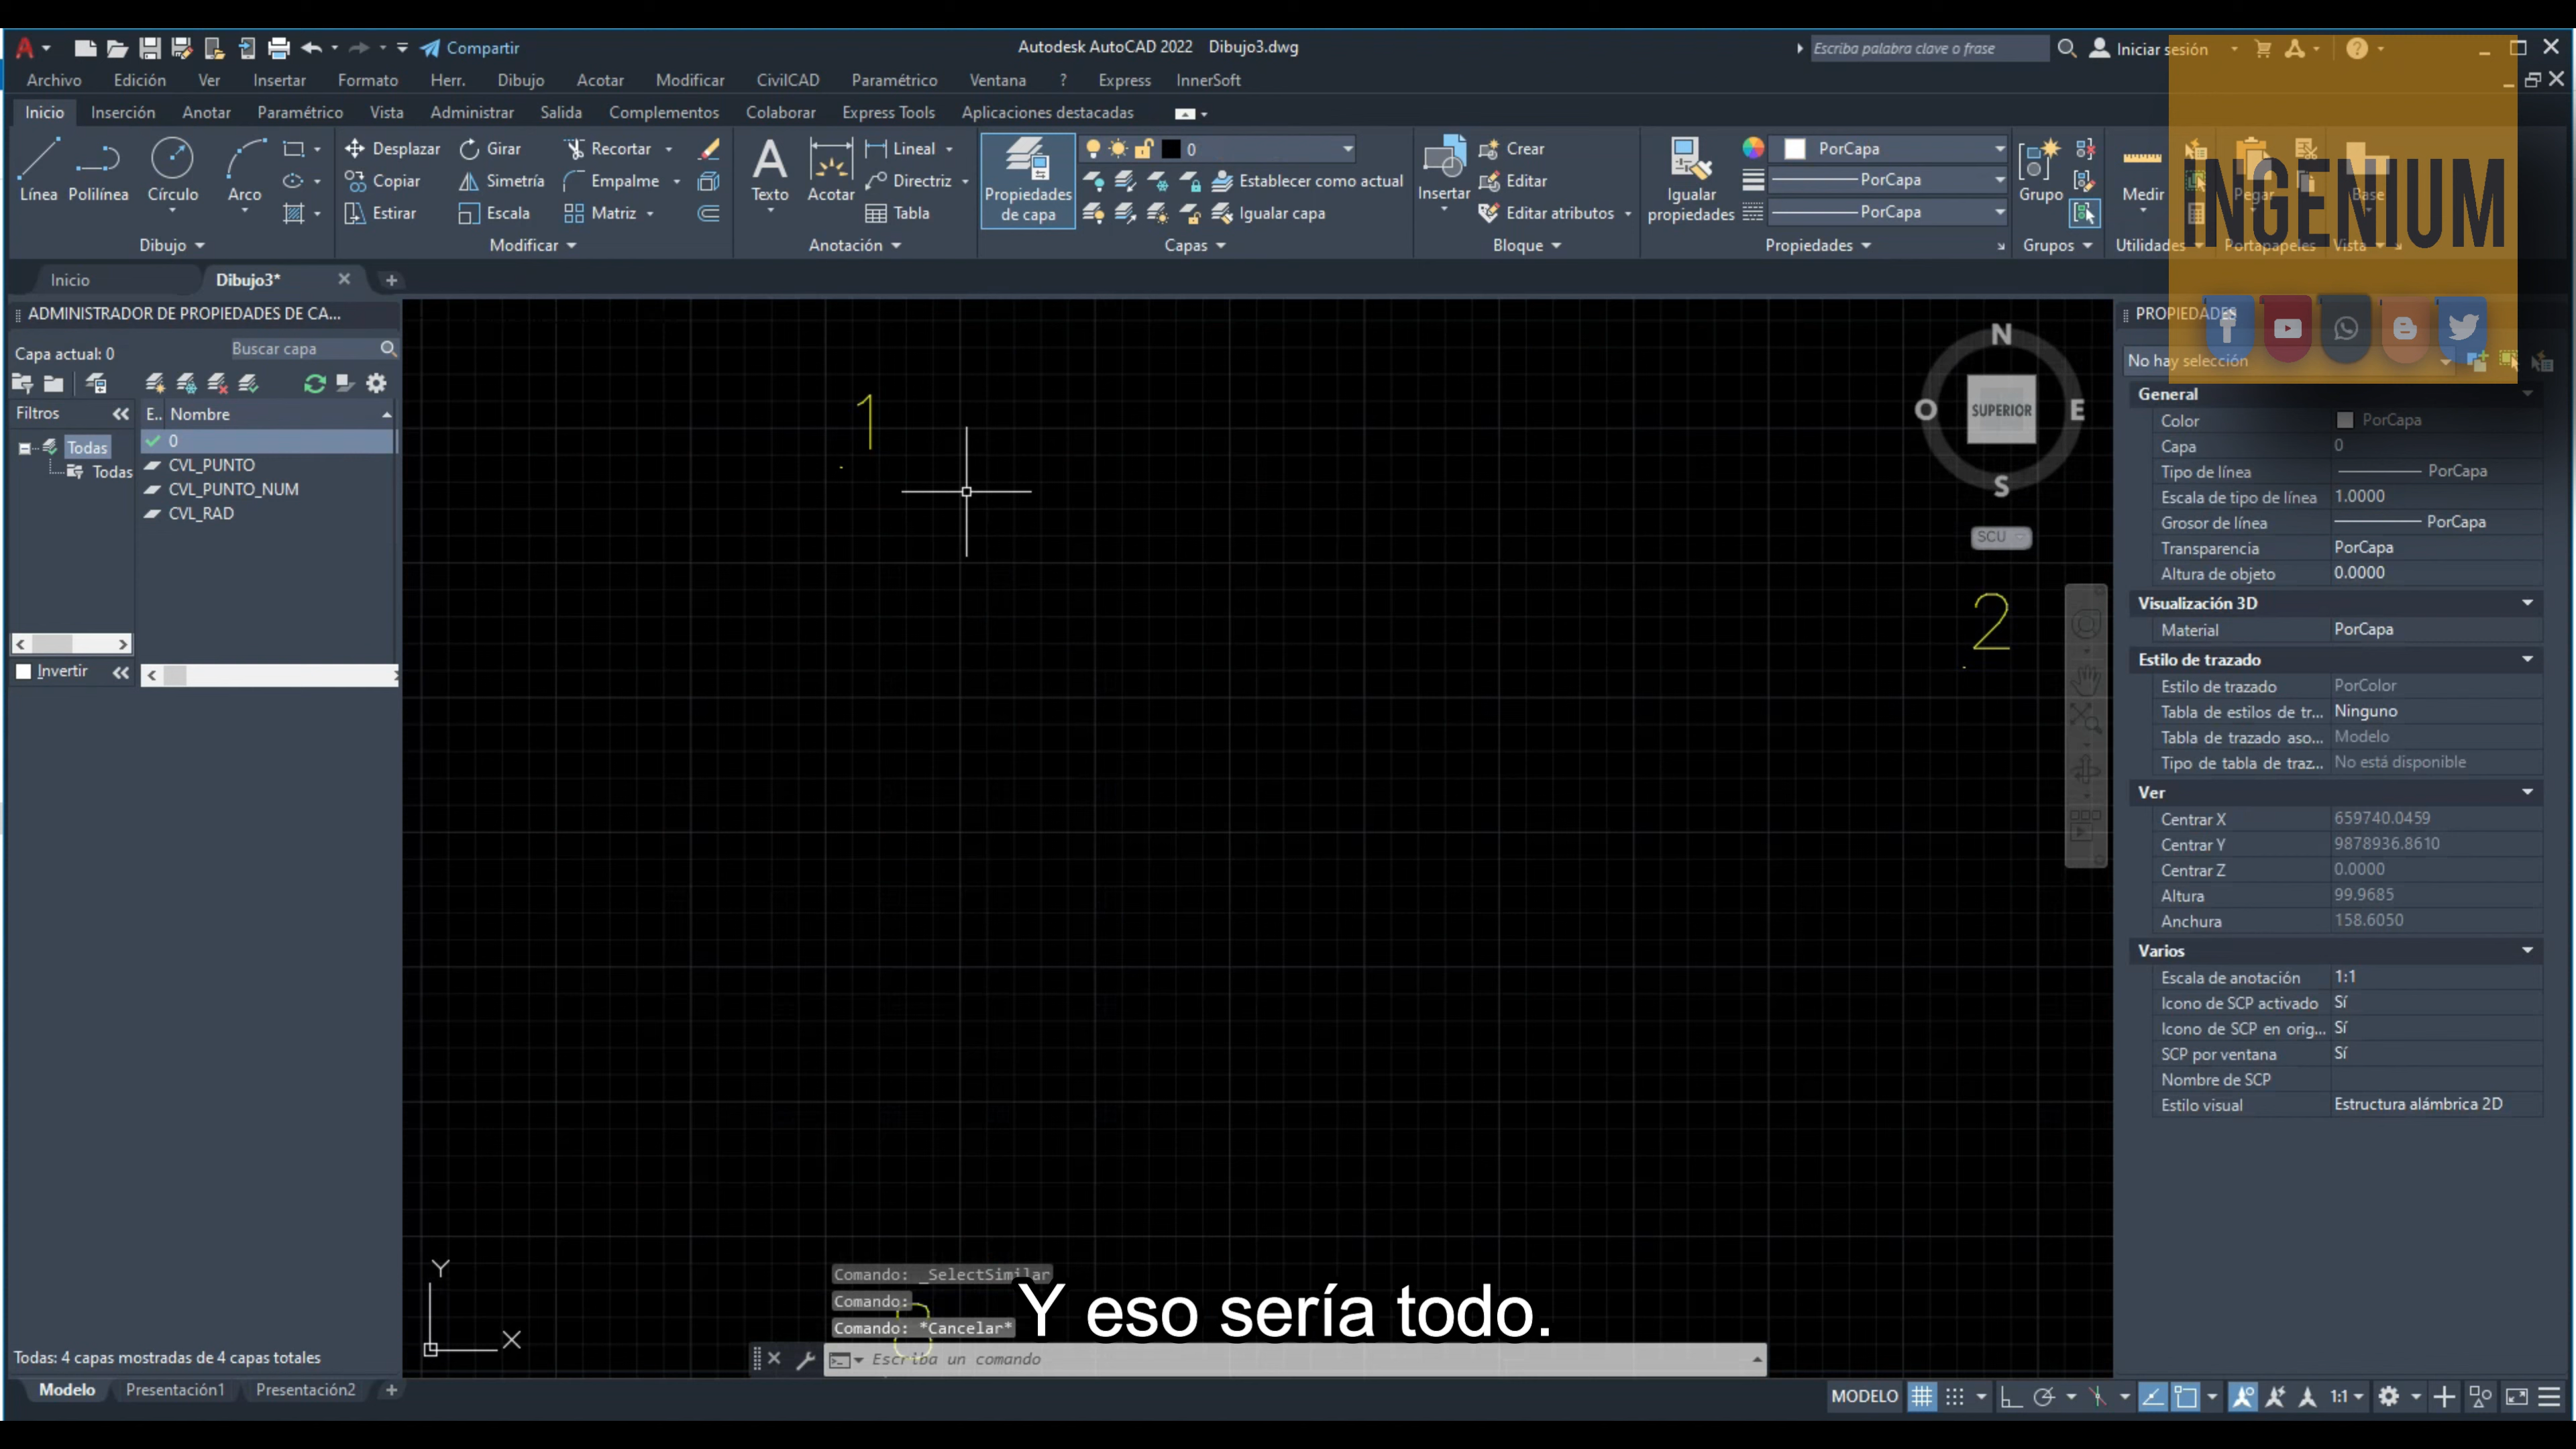 Compartir
Autodesk AutoCAD 2022 Dibujo3.dwg
Escriba palabra clave o frase
Iniciar sesión
Archivo Edición Ver Insertar Formato Herr. Dibujo Acotar Modificar CivilCAD Paramétrico Ventana ? Express InnerSoft
Inicio Inserción Anotar Paramétrico Vista Administrar Salida Complementos Colaborar Express Tools Aplicaciones destacadas
Línea Polilínea Círculo Arco
Desplazar Girar Recortar
Copiar Simetría Empalme
Estirar Escala Matriz
Texto Acotar
Lineal
Directriz
Tabla
Propiedades
de capa
0
Establecer como actual
Igualar capa
Insertar
Crear
Editar
Editar atributos
Igualar
propiedades
PorCapa
PorCapa
PorCapa
Grupo
Medir
Pegar
Base
INGENIUM
Dibujo Modificar Anotación Capas Bloque Propiedades Grupos Utilidades Portapapeles Vista
Inicio Dibujo3*
ADMINISTRADOR DE PROPIEDADES DE CA...
Capa actual: 0
Buscar capa
Filtros
E.. Nombre
Todas
Todas
0
CVL_PUNTO
CVL_PUNTO_NUM
CVL_RAD
Invertir
Todas: 4 capas mostradas de 4 capas totales
1
2
N
O SUPERIOR E
S
SCU
Y
X
Comando: _SelectSimilar
Comando:
Comando: *Cancelar*
Escriba un comando
Y eso sería todo.
PROPIEDADES
No hay selección
General
Color PorCapa
Capa 0
Tipo de línea PorCapa
Escala de tipo de línea 1.0000
Grosor de línea PorCapa
Transparencia PorCapa
Altura de objeto 0.0000
Visualización 3D
Material PorCapa
Estilo de trazado
Estilo de trazado PorColor
Tabla de estilos de tr... Ninguno
Tabla de trazado aso... Modelo
Tipo de tabla de traz... No está disponible
Ver
Centrar X 659740.0459
Centrar Y 9878936.8610
Centrar Z 0.0000
Altura 99.9685
Anchura 158.6050
Varios
Escala de anotación 1:1
Icono de SCP activado Sí
Icono de SCP en orig... Sí
SCP por ventana Sí
Nombre de SCP
Estilo visual Estructura alámbrica 2D
Modelo Presentación1 Presentación2
MODELO
1:1